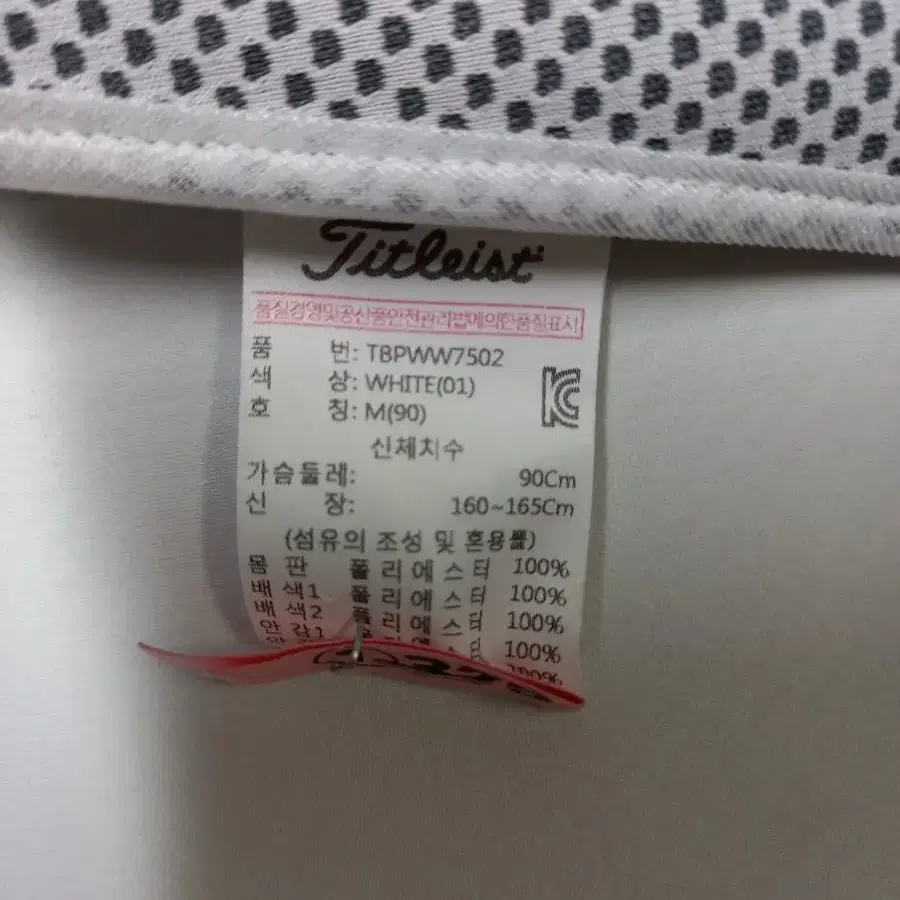 Titleist
품질경영및공산품안전관리법에의한품질표시
품 번: TBPWW7502
색 상: WHITE(01)
호 칭: M(90)
신체치수
가슴둘레: 90Cm
신 장: 160~165Cm
(섬유의 조성 및 혼용률)
몸 판 폴리에스터 100%
배 색1 폴리에스터 100%
배 색2 폴리에스터 100%
안 감1 폴리에스터 100%
100%